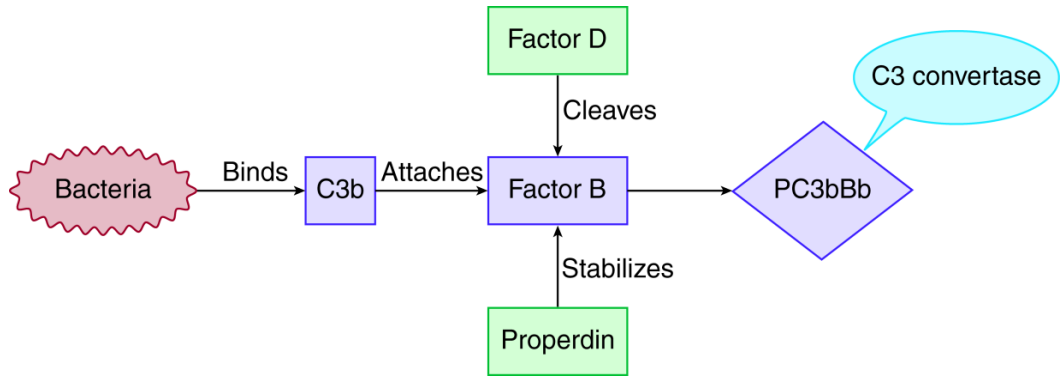 Factor D
C3 convertase
Cleaves
Bacteria
Binds
C3b
Attaches
Factor B
PC3bBb
Stabilizes
Properdin